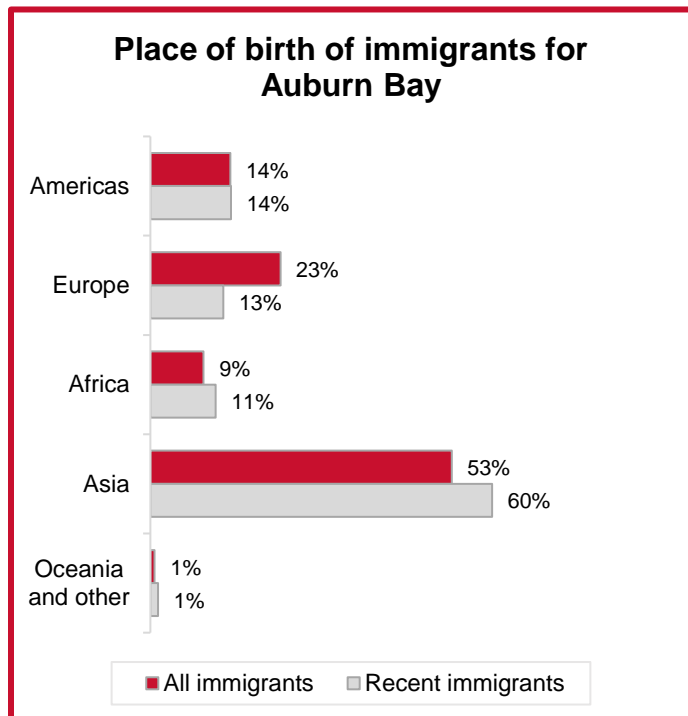 Place of birth of immigrants for
Auburn Bay
Americas
14%
14%
Europe
23%
13%
Africa
9%
11%
Asia
53%
60%
Oceania
and other
1%
1%
All immigrants
Recent immigrants